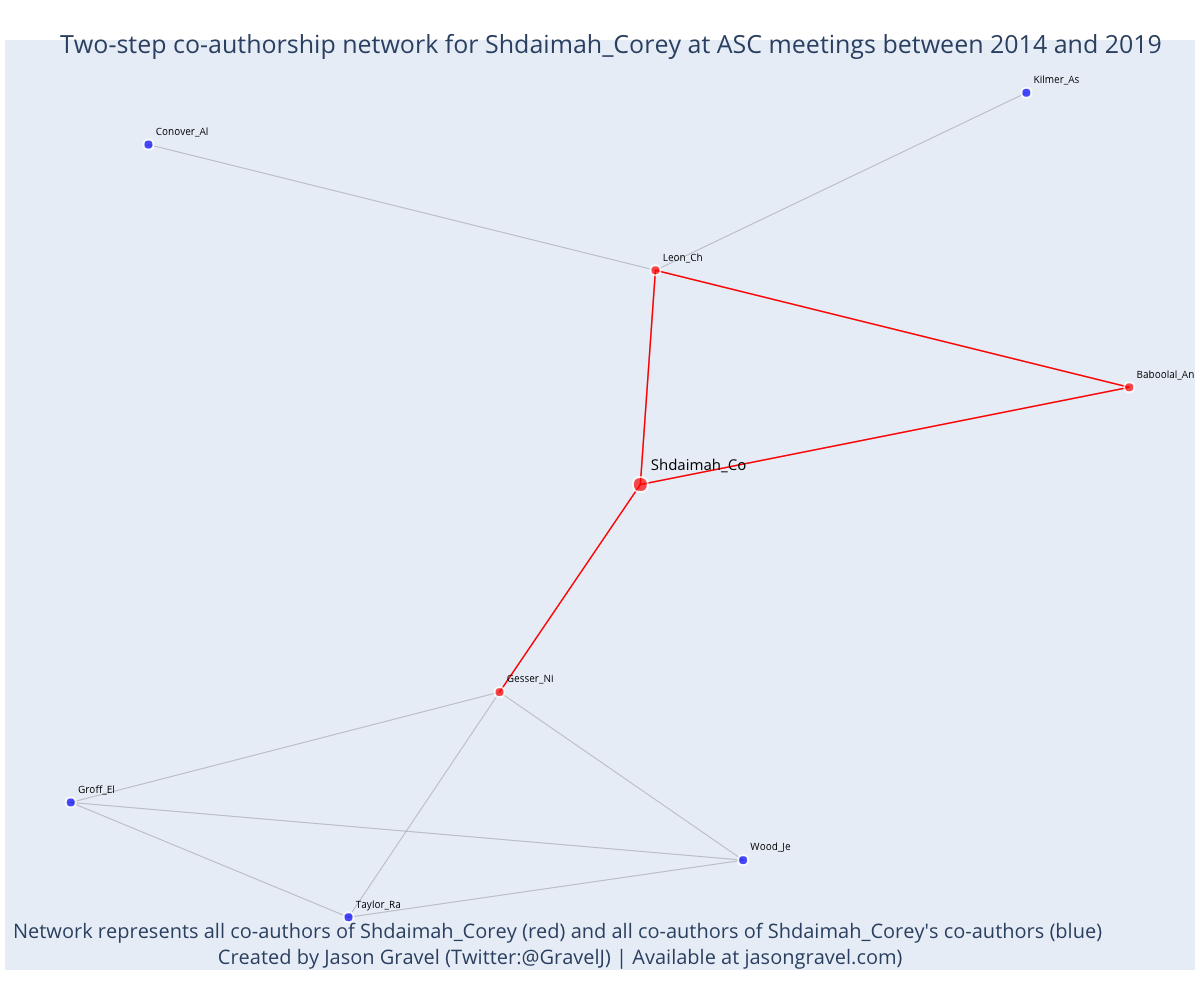 Two-step co-authorship network for Shdaimah_Corey at ASC meetings between 2014 and 2019
Kilmer_As
Conover_Al
Leon_Ch
Baboolal_An
Shdaimah_Co
Gesser_Ni
Groff_El
Wood_Je
Taylor_Ra
Network represents all co-authors of Shdaimah_Corey (red) and all co-authors of Shdaimah_Corey's co-authors (blue)
Created by Jason Gravel (Twitter:@GravelJ) | Available at jasongravel.com)